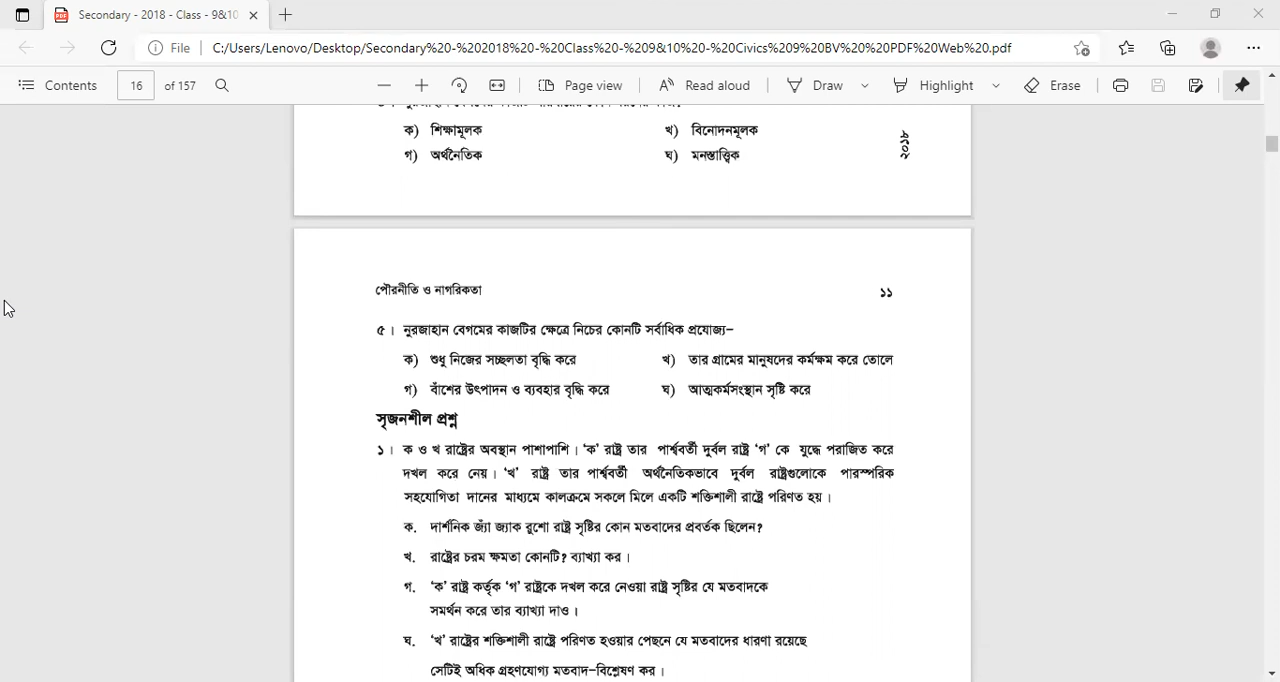 Secondary - 2018 - Class - 9&10
File C:/Users/Lenovo/Desktop/Secondary%20-%202018%20-%20Class%20-%209&10%20-%20Civics%209%20BV%20%20PDF%20Web%20.pdf
Contents 16 of 157 Page view Read aloud Draw Highlight Erase
ক) শিক্ষামূলক খ) বিনোদনমূলক
গ) অর্থনৈতিক ঘ) মনস্তাত্ত্বিক
২০১৮
পৌরনীতি ও নাগরিকতা ১১
৫। নুরজাহান বেগমের কাজটির ক্ষেত্রে নিচের কোনটি সর্বাধিক প্রযোজ্য–
ক) শুধু নিজের সচ্ছলতা বৃদ্ধি করে খ) তার গ্রামের মানুষদের কর্মক্ষম করে তোলে
গ) বাঁশের উৎপাদন ও ব্যবহার বৃদ্ধি করে ঘ) আত্মকর্মসংস্থান সৃষ্টি করে
সৃজনশীল প্রশ্ন
১। ক ও খ রাষ্ট্রের অবস্থান পাশাপাশি। ‘ক’ রাষ্ট্র তার পার্শ্ববর্তী দুর্বল রাষ্ট্র ‘গ’ কে যুদ্ধে পরাজিত করে
দখল করে নেয়। ‘খ’ রাষ্ট্র তার পার্শ্ববর্তী অর্থনৈতিকভাবে দুর্বল রাষ্ট্রগুলোকে পারস্পরিক
সহযোগিতা দানের মাধ্যমে কালক্রমে সকলে মিলে একটি শক্তিশালী রাষ্ট্রে পরিণত হয়।
ক. দার্শনিক জ্যাঁ জ্যাক রুশো রাষ্ট্র সৃষ্টির কোন মতবাদের প্রবর্তক ছিলেন?
খ. রাষ্ট্রের চরম ক্ষমতা কোনটি? ব্যাখ্যা কর।
গ. ‘ক’ রাষ্ট্র কর্তৃক ‘গ’ রাষ্ট্রকে দখল করে নেওয়া রাষ্ট্র সৃষ্টির যে মতবাদকে
সমর্থন করে তার ব্যাখ্যা দাও।
ঘ. ‘খ’ রাষ্ট্রের শক্তিশালী রাষ্ট্রে পরিণত হওয়ার পেছনে যে মতবাদের ধারণা রয়েছে
সেটিই অধিক গ্রহণযোগ্য মতবাদ–বিশ্লেষণ কর।